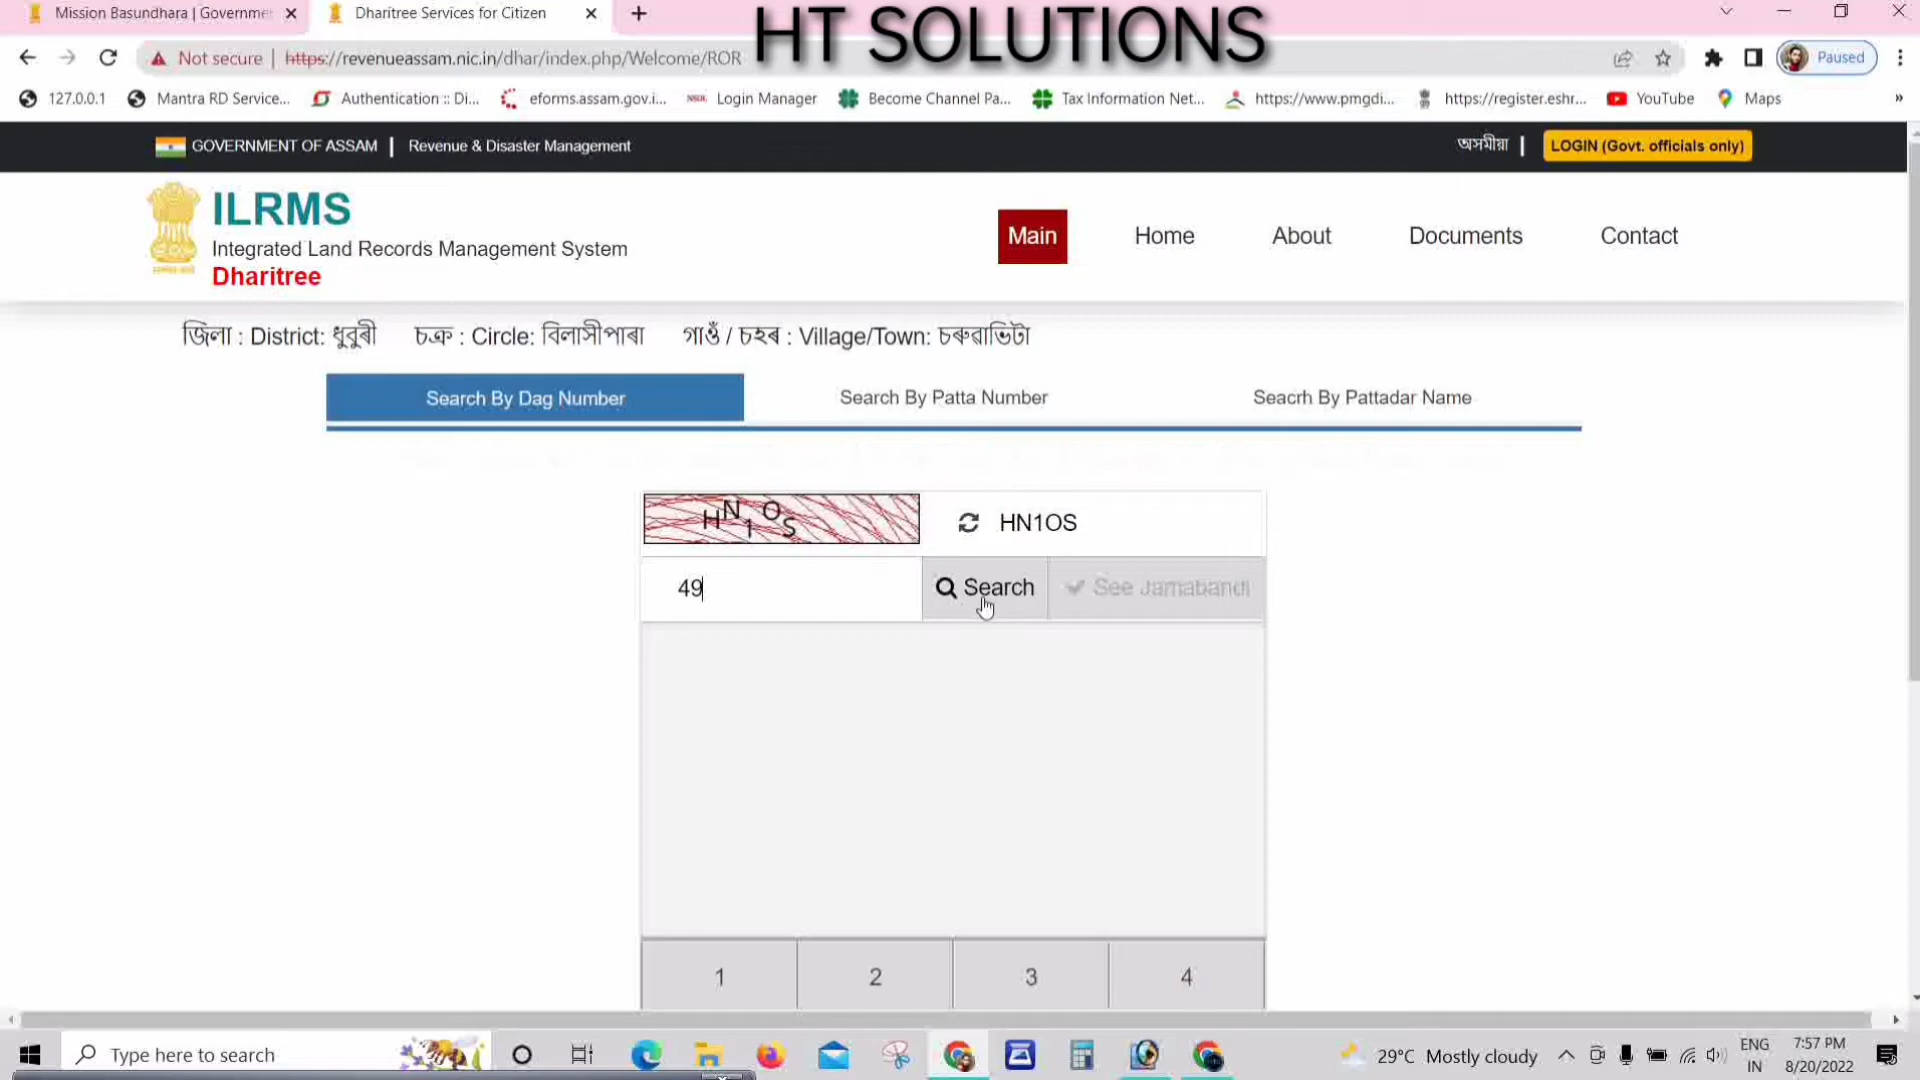 Mission Basundhara | Governme
Dharitree Services for Citizen
HT SOLUTIONS
Not secure | https://revenueassam.nic.in/dhar/index.php/Welcome/ROR
Paused
127.0.0.1
Mantra RD Service...
Authentication :: Di...
eforms.assam.gov.i...
Login Manager
Become Channel Pa...
Tax Information Net...
https://www.pmgdi...
https://register.eshr...
YouTube
Maps
»
GOVERNMENT OF ASSAM | Revenue & Disaster Management
অসমীয়া |
LOGIN (Govt. officials only)
ILRMS
Integrated Land Records Management System
Dharitree
Main
Home
About
Documents
Contact
জিলা : District: ধুবুৰী
চক্ৰ : Circle: বিলাসীপাৰা
গাওঁ / চহৰ : Village/Town: চৰুৱাভিটা
Search By Dag Number
Search By Patta Number
Seacrh By Pattadar Name
HN1OS
HN1OS
49
Search
See Jamabandi
1
2
3
4
Type here to search
29°C Mostly cloudy
ENG
IN
7:57 PM
8/20/2022